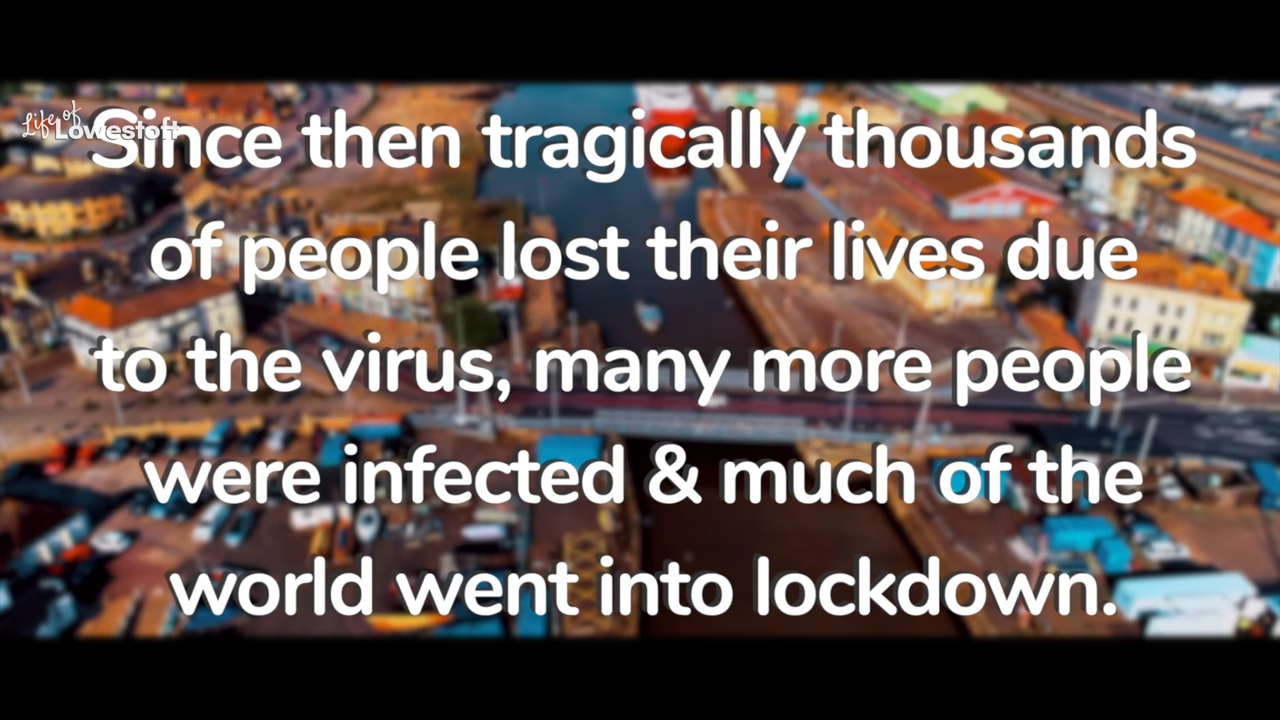 Life of
Lowestoft
Since then tragically thousands
of people lost their lives due
to the virus, many more people
were infected & much of the
world went into lockdown.